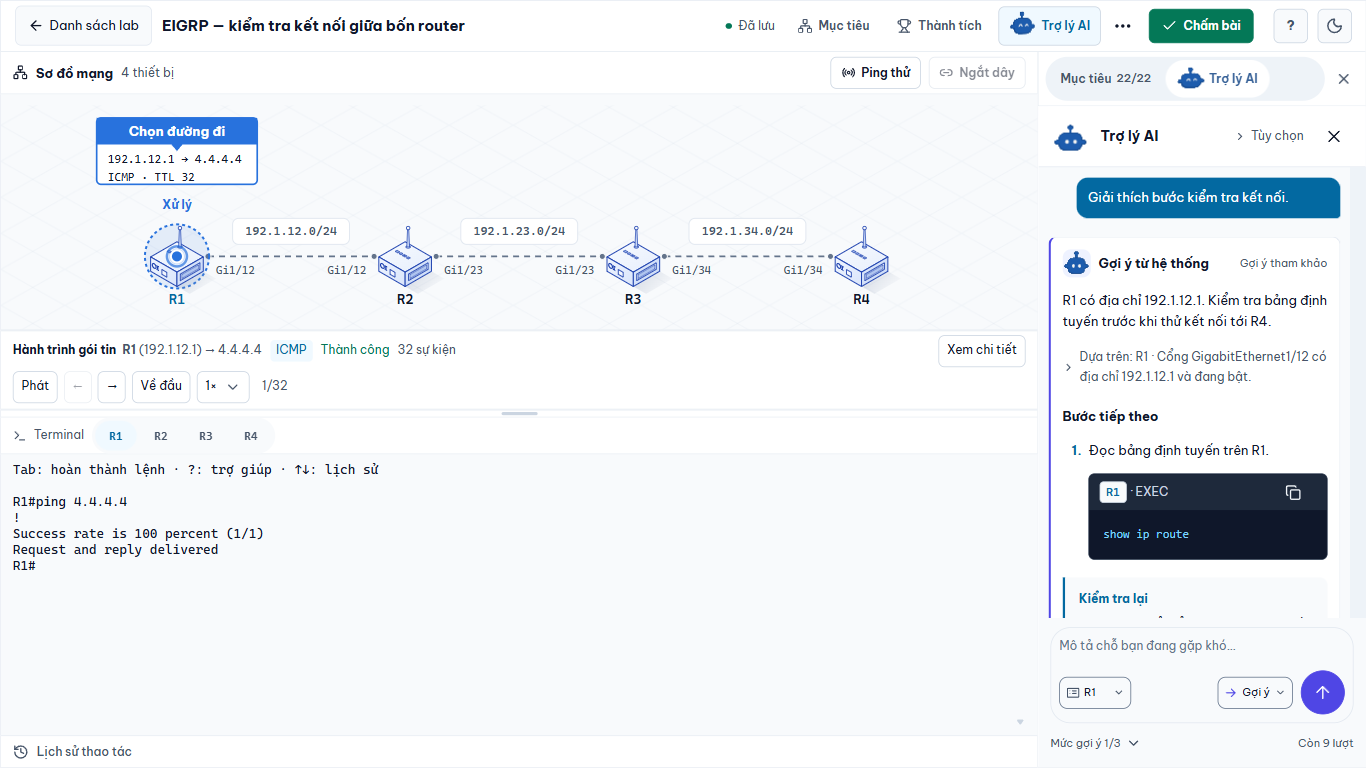 Danh sách lab
EIGRP — kiểm tra kết nối giữa bốn router
Đã lưu
Mục tiêu
Thành tích
Trợ lý AI
Chấm bài
?
Sơ đồ mạng 4 thiết bị
Ping thử
Ngắt dây
Chọn đường đi
192.1.12.1 → 4.4.4.4
ICMP · TTL 32
Xử lý
192.1.12.0/24
192.1.23.0/24
192.1.34.0/24
Gi1/12
Gi1/12
Gi1/23
Gi1/23
Gi1/34
Gi1/34
R1
R2
R3
R4
Hành trình gói tin R1 (192.1.12.1) → 4.4.4.4 ICMP Thành công 32 sự kiện
Xem chi tiết
Phát
←
→
Về đầu
1×
1/32
Terminal
R1
R2
R3
R4
Tab: hoàn thành lệnh · ?: trợ giúp · ↑↓: lịch sử
R1#ping 4.4.4.4
!
Success rate is 100 percent (1/1)
Request and reply delivered
R1#
Lịch sử thao tác
Mục tiêu 22/22
Trợ lý AI
Trợ lý AI
Tùy chọn
Giải thích bước kiểm tra kết nối.
Gợi ý từ hệ thống
Gợi ý tham khảo
R1 có địa chỉ 192.1.12.1. Kiểm tra bảng định
tuyến trước khi thử kết nối tới R4.
Dựa trên: R1 · Cổng GigabitEthernet1/12 có
địa chỉ 192.1.12.1 và đang bật.
Bước tiếp theo
1. Đọc bảng định tuyến trên R1.
R1 · EXEC
show ip route
Kiểm tra lại
Mô tả chỗ bạn đang gặp khó...
R1
Gợi ý
Mức gợi ý 1/3
Còn 9 lượt